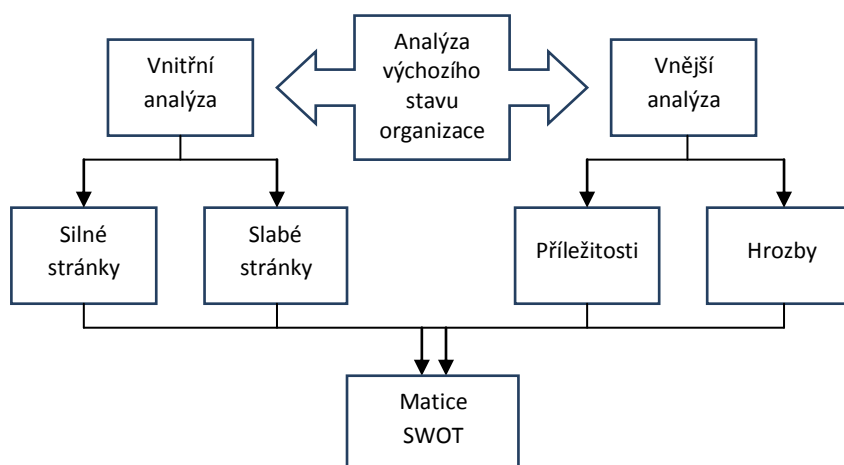 Analýza
výchozího
stavu
organizace
Vnitřní
analýza
Vnější
analýza
Silné
stránky
Slabé
stránky
Příležitosti
Hrozby
Matice
SWOT